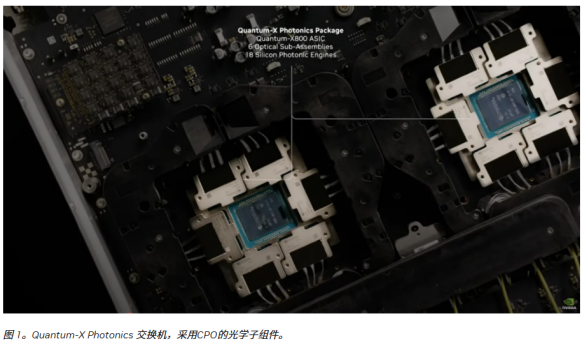 Quantum-X Photonics Package
Quantum-X800 ASIC
6 Optical Sub-Assemblies
18 Silicon Photonic Engines
NVIDIA
图 1。Quantum-X Photonics 交换机，采用CPO的光学子组件。